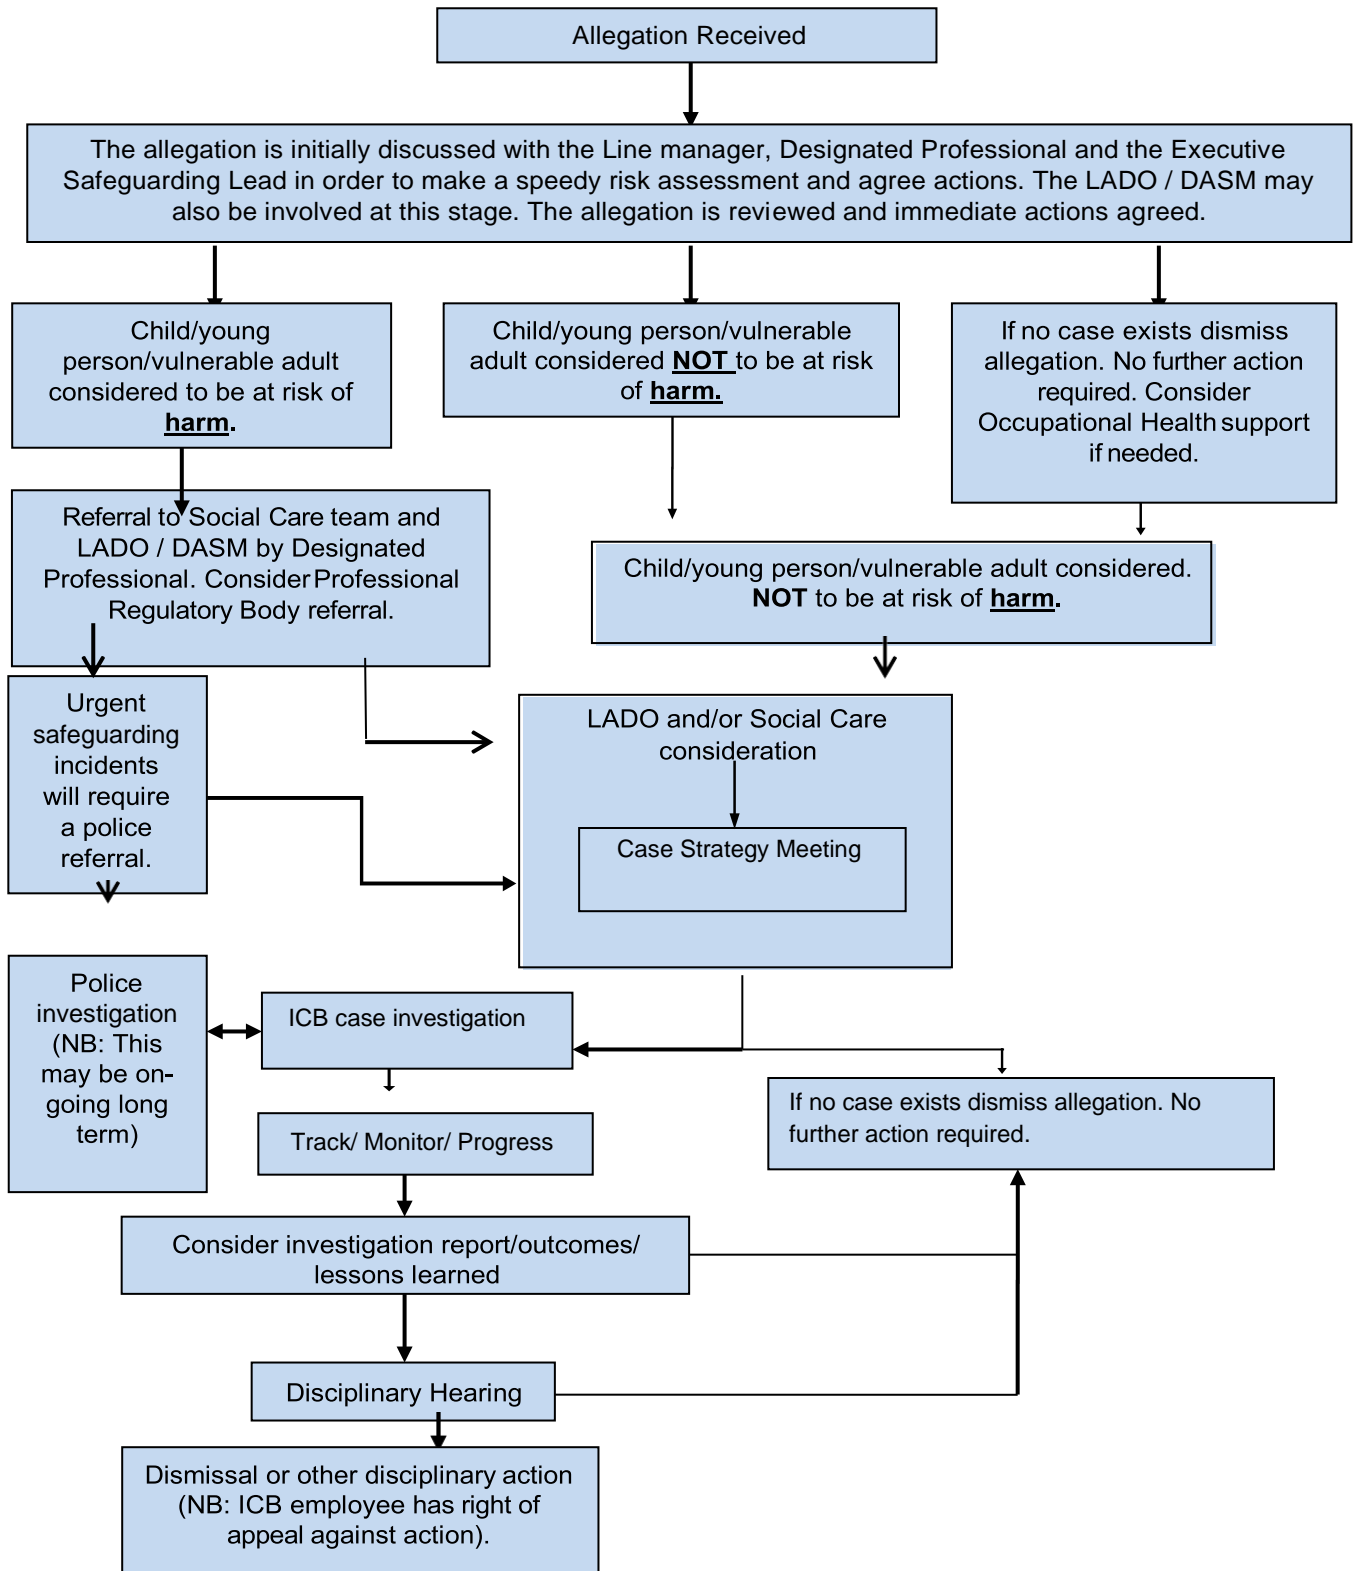 Allegation Received
The allegation is initially discussed with the Line manager, Designated Professional and the Executive
Safeguarding Lead in order to make a speedy risk assessment and agree actions. The LADO / DASM may
also be involved at this stage. The allegation is reviewed and immediate actions agreed.
Child/young
person/vulnerable adult
considered to be at risk of
harm.
Child/young person/vulnerable
adult considered NOT to be at risk
of harm.
If no case exists dismiss
allegation. No further action
required. Consider
Occupational Health support
if needed.
Referral to Social Care team and
LADO / DASM by Designated
Professional. Consider Professional
Regulatory Body referral.
Child/young person/vulnerable adult considered.
NOT to be at risk of harm.
Urgent
safeguarding
incidents
will require
a police
referral.
LADO and/or Social Care
consideration
Case Strategy Meeting
Police
investigation
(NB: This
may be on-
going long
term)
ICB case investigation
If no case exists dismiss allegation. No
further action required.
Track/ Monitor/ Progress
Consider investigation report/outcomes/
lessons learned
Disciplinary Hearing
Dismissal or other disciplinary action
(NB: ICB employee has right of
appeal against action).